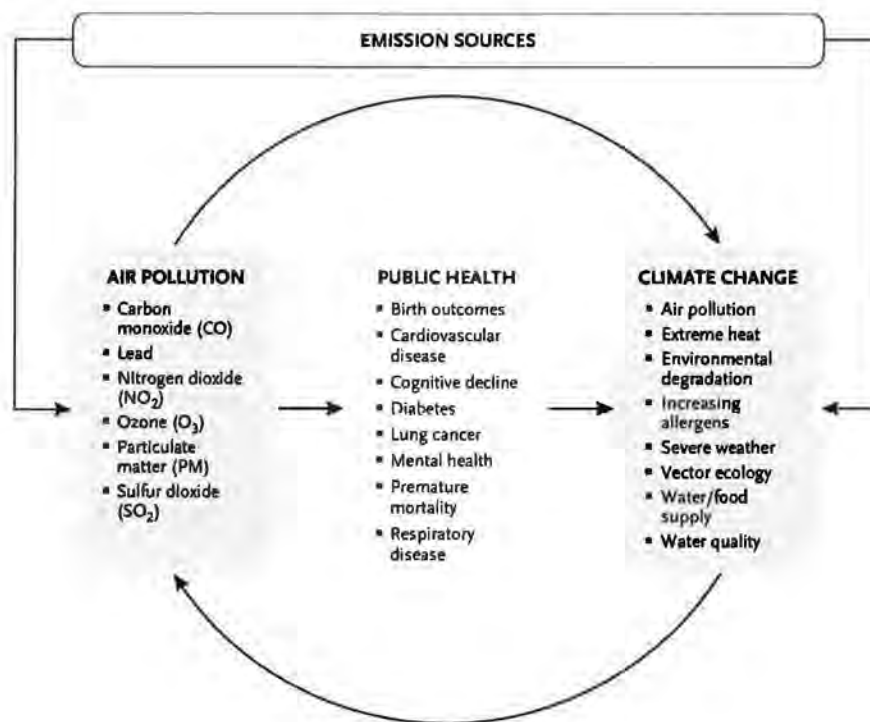 EMISSION SOURCES
AIR POLLUTION
▪ Carbon
monoxide (CO)
▪ Lead
▪ Nitrogen dioxide
(NO₂)
▪ Ozone (O₃)
▪ Particulate
matter (PM)
▪ Sulfur dioxide
(SO₂)
PUBLIC HEALTH
▪ Birth outcomes
▪ Cardiovascular
disease
▪ Cognitive decline
▪ Diabetes
▪ Lung cancer
▪ Mental health
▪ Premature
mortality
▪ Respiratory
disease
CLIMATE CHANGE
▪ Air pollution
▪ Extreme heat
▪ Environmental
degradation
▪ Increasing
allergens
▪ Severe weather
▪ Vector ecology
▪ Water/food
supply
▪ Water quality